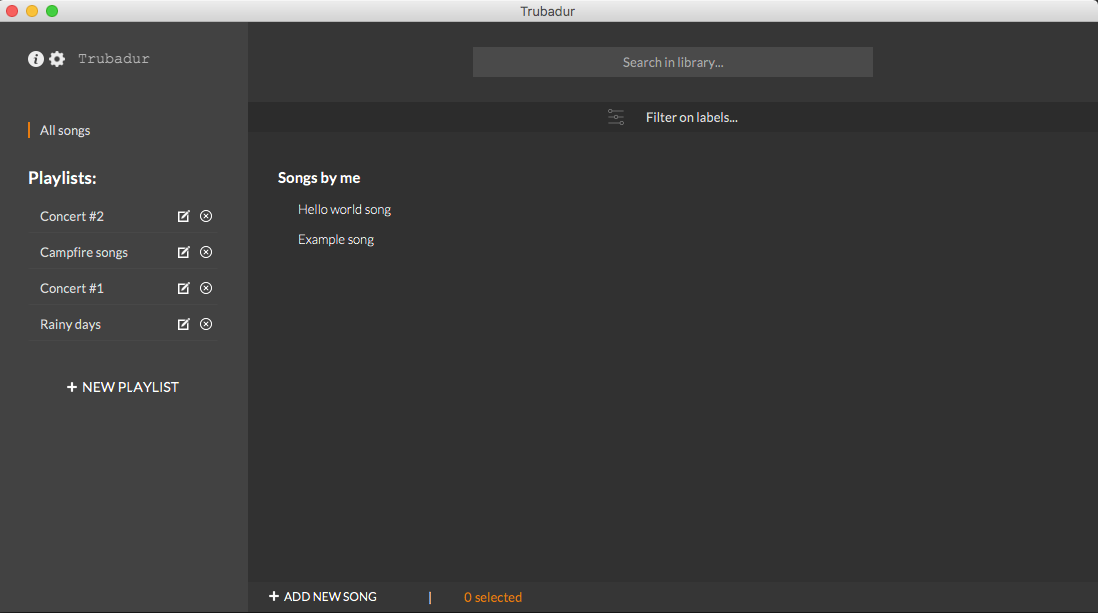 Trubadur
Trubadur
Search in library...
Filter on labels...
All songs
Playlists:
Concert #2
Campfire songs
Concert #1
Rainy days
+ NEW PLAYLIST
Songs by me
Hello world song
Example song
+ ADD NEW SONG | 0 selected